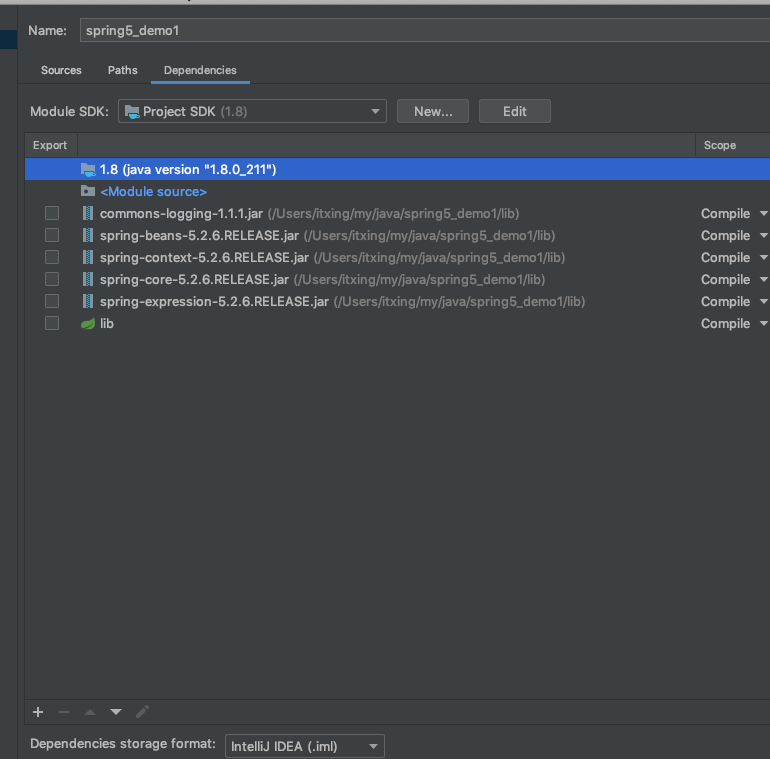 Name: spring5_demo1
Sources Paths Dependencies
Module SDK: Project SDK (1.8) New... Edit
Export Scope
1.8 (java version "1.8.0_211")
<Module source>
commons-logging-1.1.1.jar (/Users/itxing/my/java/spring5_demo1/lib) Compile
spring-beans-5.2.6.RELEASE.jar (/Users/itxing/my/java/spring5_demo1/lib) Compile
spring-context-5.2.6.RELEASE.jar (/Users/itxing/my/java/spring5_demo1/lib) Compile
spring-core-5.2.6.RELEASE.jar (/Users/itxing/my/java/spring5_demo1/lib) Compile
spring-expression-5.2.6.RELEASE.jar (/Users/itxing/my/java/spring5_demo1/lib) Compile
lib Compile
Dependencies storage format: IntelliJ IDEA (.iml)